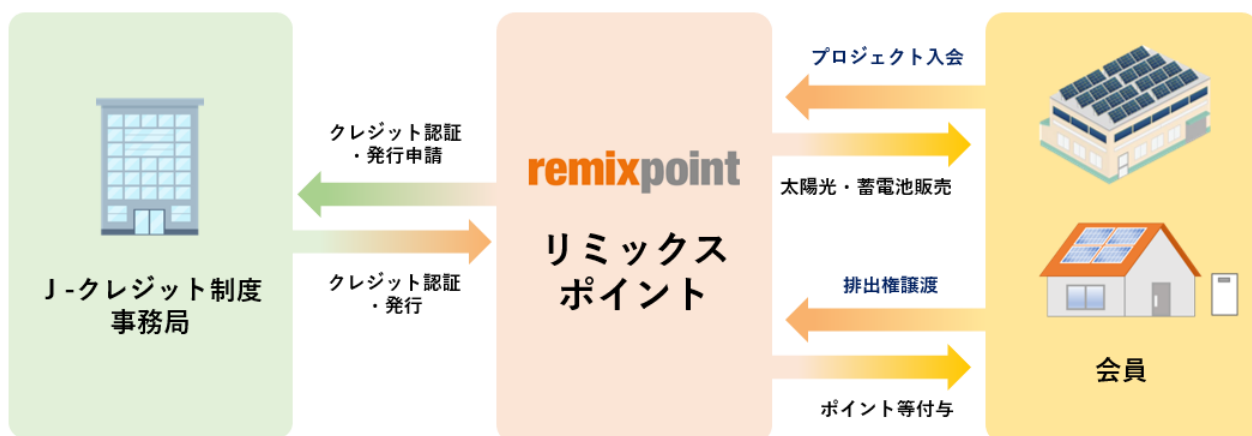 クレジット認証
・発行申請
クレジット認証
・発行
J-クレジット制度
事務局
remixpoint
リミックス
ポイント
プロジェクト入会
太陽光・蓄電池販売
排出権譲渡
ポイント等付与
会員